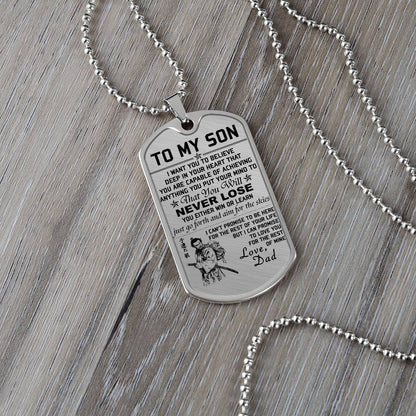 TO MY SON
I WANT YOU TO BELIEVE
DEEP IN YOUR HEART THAT
YOU ARE CAPABLE OF ACHIEVING
ANYTHING YOU PUT YOUR MIND TO
That You Will
NEVER LOSE
YOU EITHER WIN OR LEARN
just go forth and aim for the skies
I CAN'T PROMISE TO BE HERE
FOR THE REST OF YOUR LIFE
BUT I CAN PROMISE
TO LOVE YOU
FOR THE REST
OF MINE.
Love,
Dad